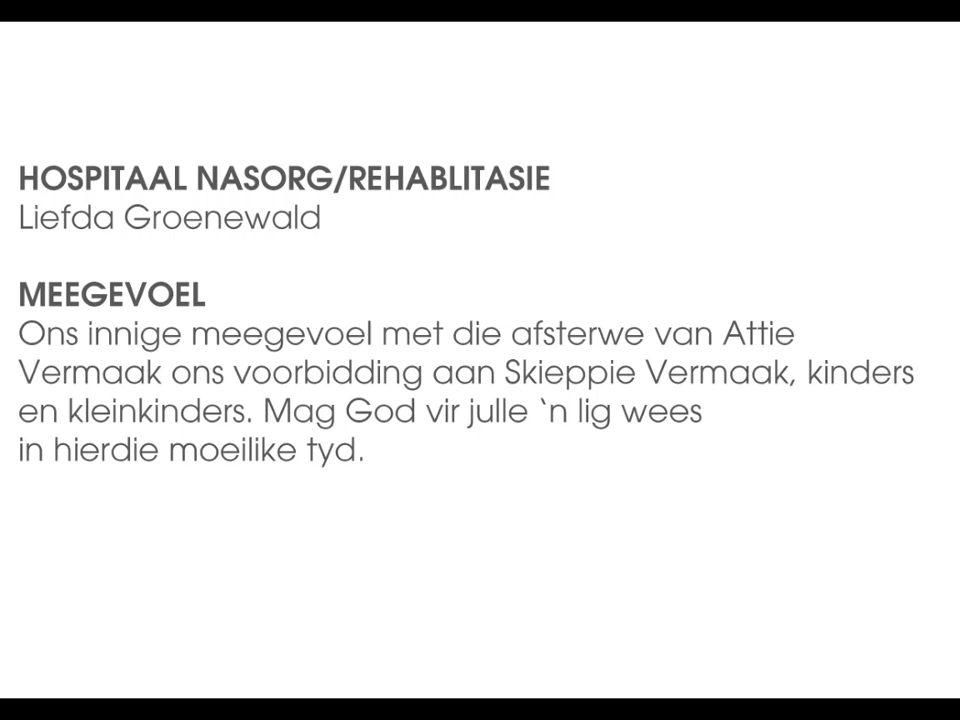 HOSPITAAL NASORG/REHABLITASIE
Liefda Groenewald
MEEGEVOEL
Ons innige meegevoel met die afsterwe van Attie
Vermaak ons voorbidding aan Skieppie Vermaak, kinders
en kleinkinders. Mag God vir julle ‘n lig wees
in hierdie moeilike tyd.